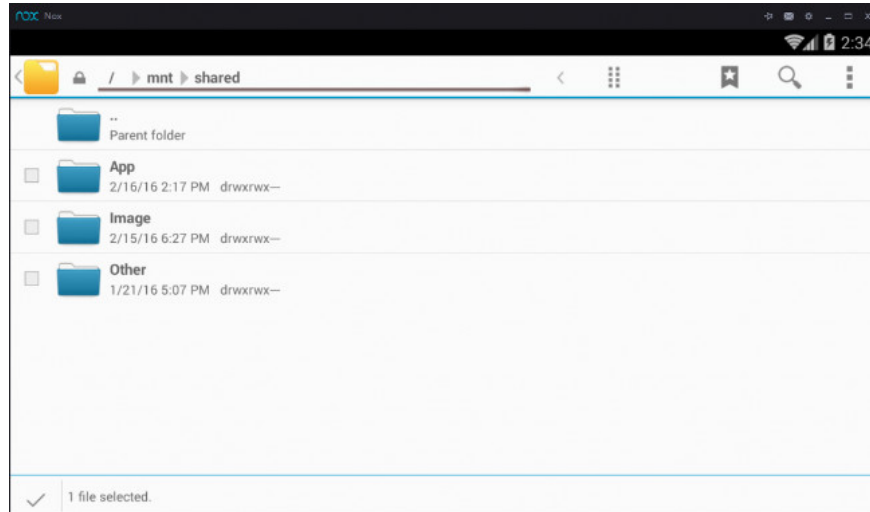 nox Nox
2:34
/ mnt shared
..
Parent folder
App
2/16/16 2:17 PM drwxrwx—
Image
2/15/16 6:27 PM drwxrwx—
Other
1/21/16 5:07 PM drwxrwx—
1 file selected.